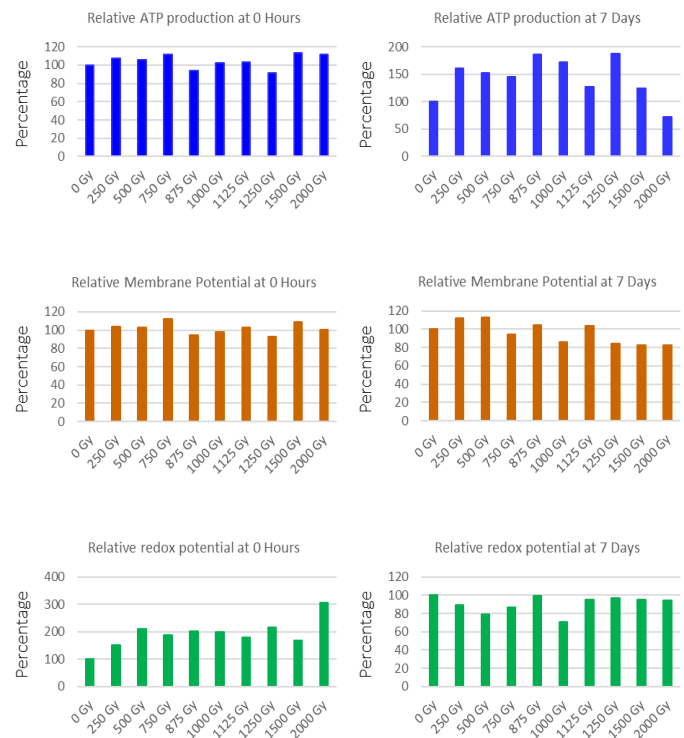 Relative ATP production at 0 Hours
Percentage
120
100
80
60
40
20
0
0 Gy
250 Gy
500 Gy
750 Gy
875 Gy
1000 Gy
1125 Gy
1250 Gy
1500 Gy
2000 Gy
Relative ATP production at 7 Days
Percentage
200
150
100
50
0
0 Gy
250 Gy
500 Gy
750 Gy
875 Gy
1000 Gy
1125 Gy
1250 Gy
1500 Gy
2000 Gy
Relative Membrane Potential at 0 Hours
Percentage
120
100
80
60
40
20
0
0 Gy
250 Gy
500 Gy
750 Gy
875 Gy
1000 Gy
1125 Gy
1250 Gy
1500 Gy
2000 Gy
Relative Membrane Potential at 7 Days
Percentage
120
100
80
60
40
20
0
0 Gy
250 Gy
500 Gy
750 Gy
875 Gy
1000 Gy
1125 Gy
1250 Gy
1500 Gy
2000 Gy
Relative redox potential at 0 Hours
Percentage
400
300
200
100
0
0 Gy
250 Gy
500 Gy
750 Gy
875 Gy
1000 Gy
1125 Gy
1250 Gy
1500 Gy
2000 Gy
Relative redox potential at 7 Days
Percentage
120
100
80
60
40
20
0
0 Gy
250 Gy
500 Gy
750 Gy
875 Gy
1000 Gy
1125 Gy
1250 Gy
1500 Gy
2000 Gy